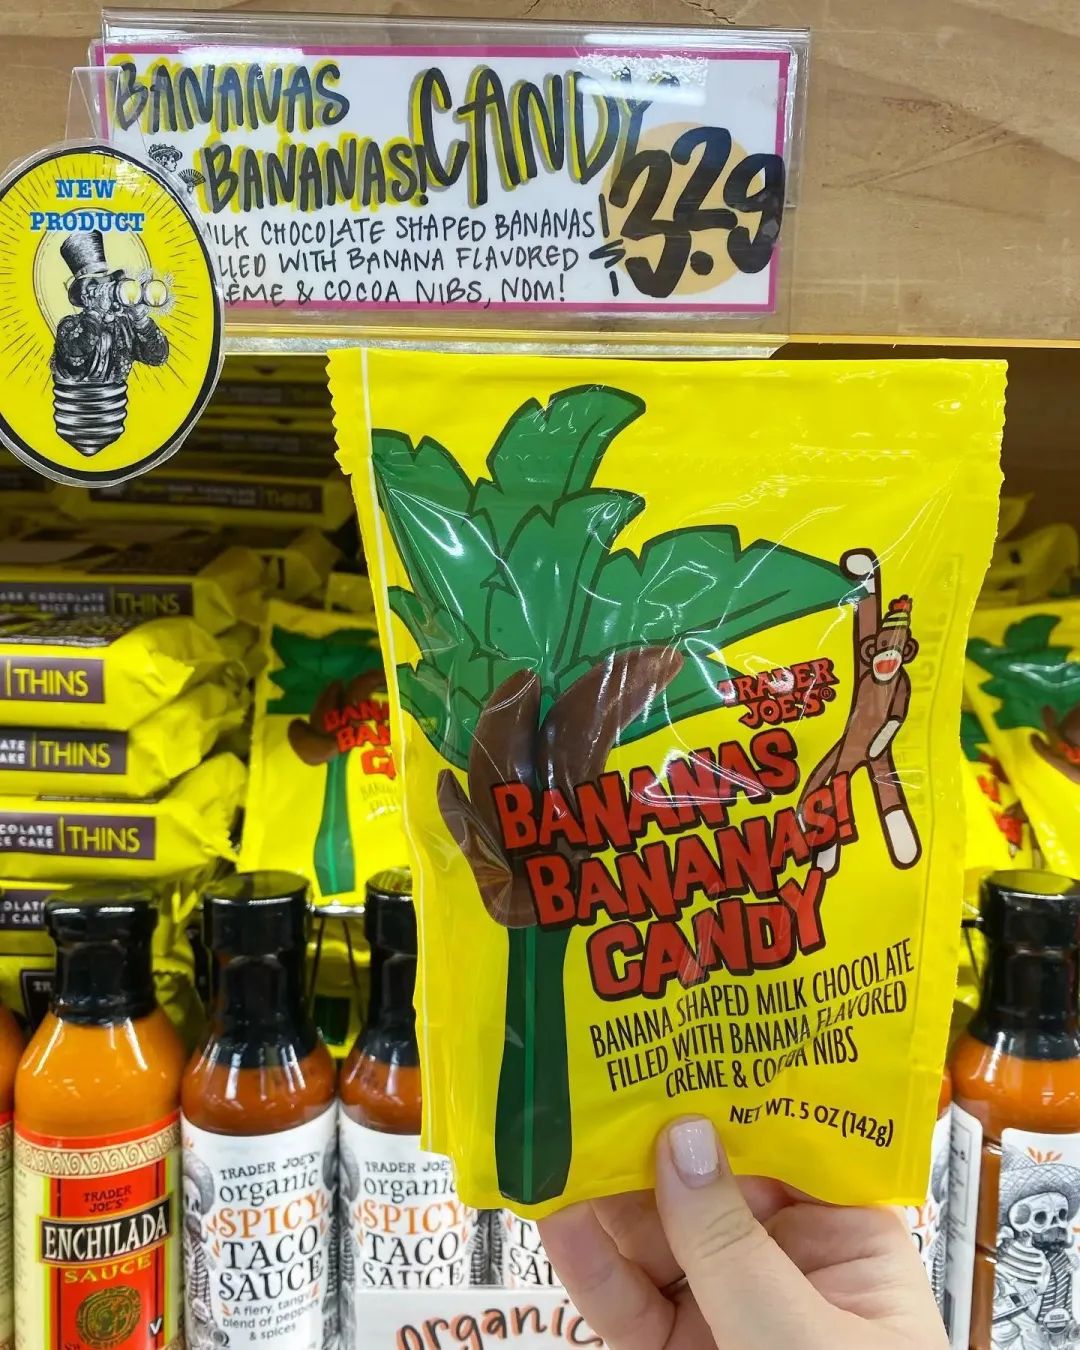 BANANAS
BANANAS! CANDY
3.29
MILK CHOCOLATE SHAPED BANANAS
WITH BANANA FLAVORED
& COCOA NIBS, NOM!
NEW
PRODUCT
TRADER
JOE'S®
BANANAS
BANANAS!
CANDY
BANANA SHAPED MILK CHOCOLATE
FILLED WITH BANANA FLAVORED
CRÈME & COCOA NIBS
NET WT. 5 OZ (142g)
THINS
THINS
THINS
THINS
TRADER
JOE'S
ENCHILADA
SAUCE
TRADER JOE'S
organic
SPICY
TACO
SAUCE
A fiery, tangy
blend of peppers
& spices
TRADER JOE'S
organic
SPICY
TACO
SAUCE
organic